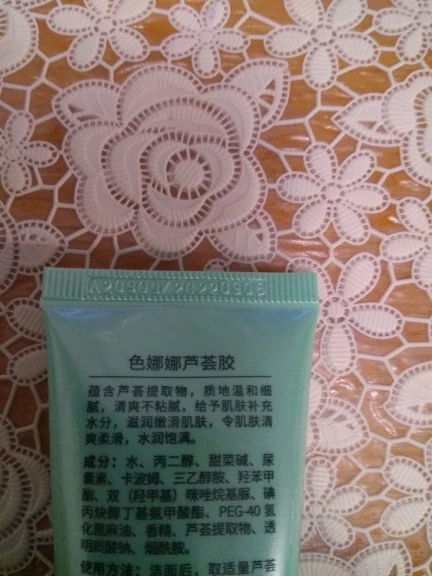 色娜娜芦荟胶
蕴含芦荟提取物，质地温和细
腻，清爽不粘腻，给予肌肤补充
水分，滋润嫩滑肌肤，令肌肤清
爽柔滑，水润饱满。
成分：水、丙二醇、甜菜碱、尿
囊素、卡波姆、三乙醇胺、羟苯甲
酯、双（羟甲基）咪唑烷基脲、碘
丙炔醇丁基氨甲酸酯、PEG-40 氢
化蓖麻油、香精、芦荟提取物、透
明质酸钠、烟酰胺。
使用方法：洁面后，取适量芦荟